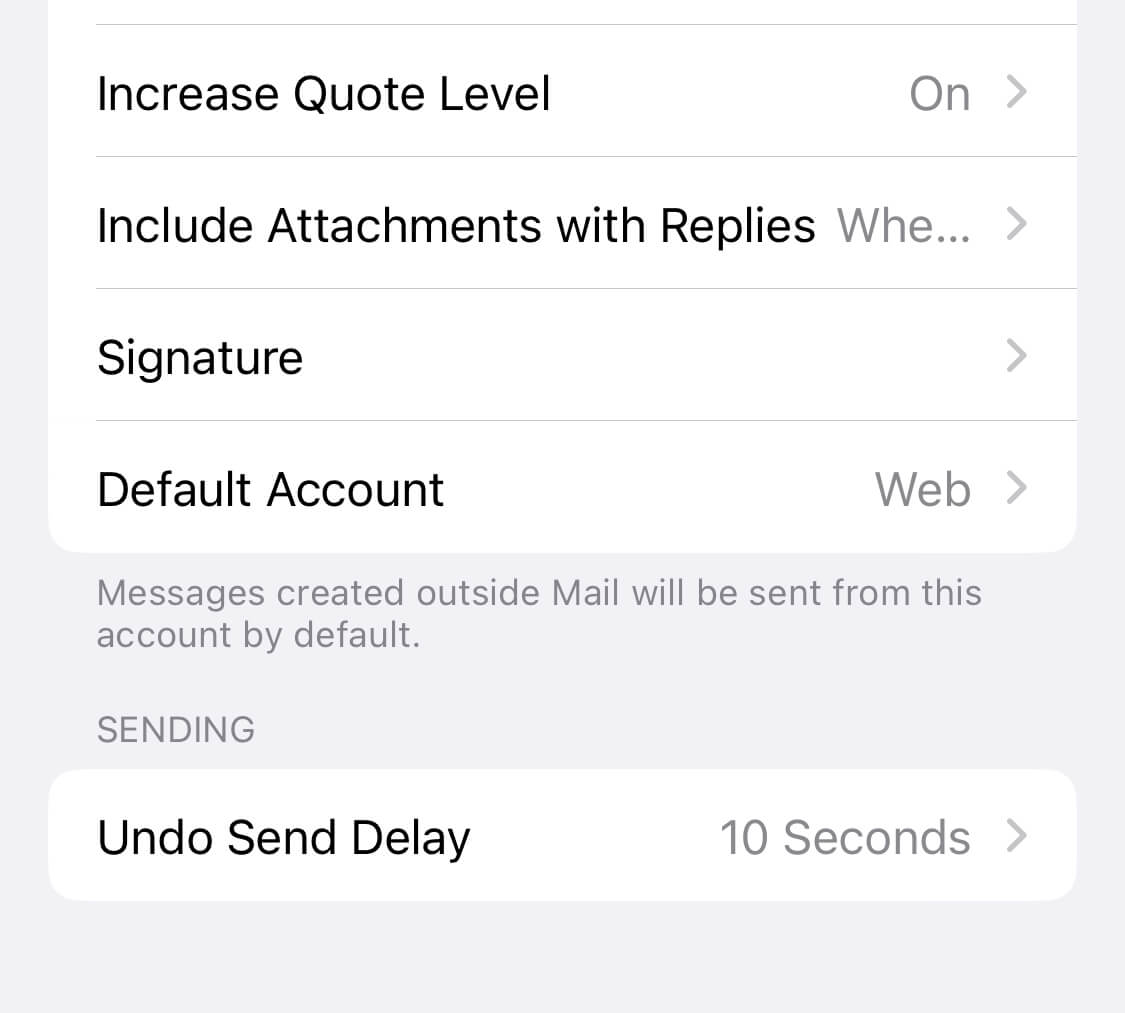 Increase Quote Level On
Include Attachments with Replies Whe...
Signature
Default Account Web
Messages created outside Mail will be sent from this
account by default.
SENDING
Undo Send Delay 10 Seconds